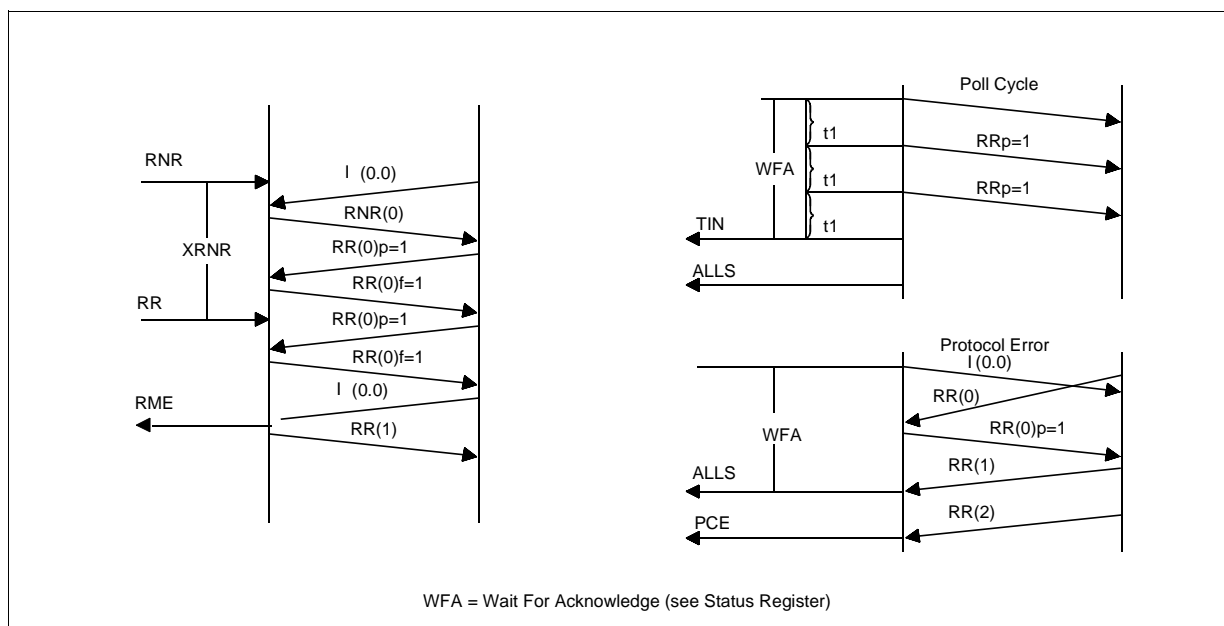 RNR
I (0.0)
RNR(0)
XRNR
RR(0)p=1
RR(0)f=1
RR
RR(0)p=1
RR(0)f=1
I (0.0)
RME
RR(1)
Poll Cycle
t1
RRp=1
WFA
t1
RRp=1
t1
TIN
ALLS
Protocol Error
I(0.0)
RR(0)
RR(0)p=1
WFA
RR(1)
ALLS
RR(2)
PCE
WFA = Wait For Acknowledge (see Status Register)